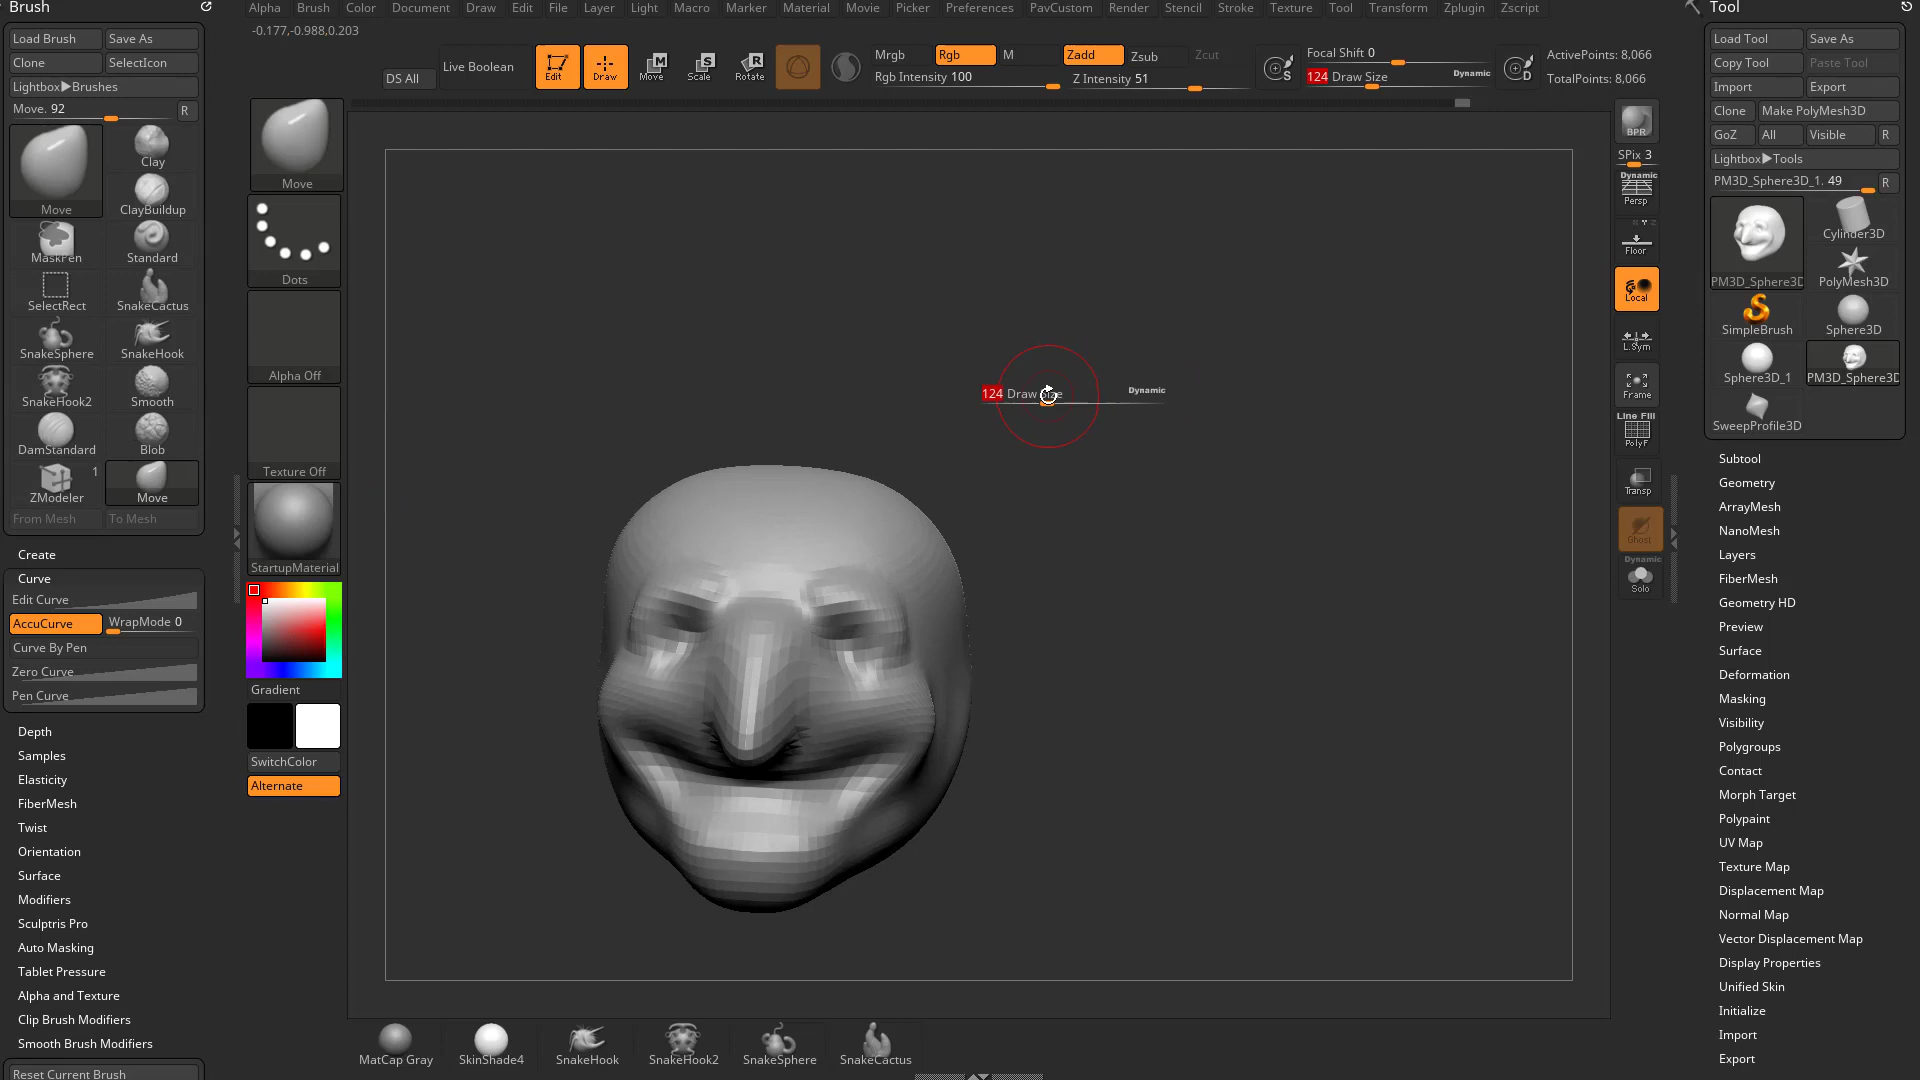 Brush
Alpha
Brush
Color
Document
Draw
Edit
File
Layer
Light
Macro
Marker
Material
Movie
Picker
Preferences
PavCustom
Render
Stencil
Stroke
Texture
Tool
Transform
Zplugin
Zscript
Tool
-0.177,-0.988,0.203
Load Brush
Save As
Clone
SelectIcon
Lightbox▶Brushes
Move. 92
R
DS All
Live Boolean
Edit
Draw
Move
Scale
Rotate
Mrgb
Rgb
M
Rgb Intensity 100
Zadd
Zsub
Zcut
Z Intensity 51
S
Focal Shift 0
124 Draw Size
Dynamic
D
ActivePoints: 8,066
TotalPoints: 8,066
Load Tool
Save As
Copy Tool
Paste Tool
Import
Export
Clone
Make PolyMesh3D
GoZ
All
Visible
R
Lightbox▶Tools
PM3D_Sphere3D_1. 49
R
Move
Clay
ClayBuildup
MaskPen
Standard
SelectRect
SnakeCactus
SnakeSphere
SnakeHook
SnakeHook2
Smooth
DamStandard
Blob
1
ZModeler
Move
From Mesh
To Mesh
Create
Curve
Edit Curve
AccuCurve
WrapMode 0
Curve By Pen
Zero Curve
Pen Curve
Depth
Samples
Elasticity
FiberMesh
Twist
Orientation
Surface
Modifiers
Sculptris Pro
Auto Masking
Tablet Pressure
Alpha and Texture
Clip Brush Modifiers
Smooth Brush Modifiers
Reset Current Brush
Move
Dots
Alpha Off
Texture Off
StartupMaterial
Gradient
SwitchColor
Alternate
124 Draw Size
Dynamic
MatCap Gray
SkinShade4
SnakeHook
SnakeHook2
SnakeSphere
SnakeCactus
BPR
SPix 3
Dynamic
Persp
Floor
Local
L.Sym
Frame
Line Fill
PolyF
Transp
Ghost
Dynamic
Solo
PM3D_Sphere3D
Cylinder3D
PolyMesh3D
SimpleBrush
Sphere3D
Sphere3D_1
PM3D_Sphere3D
SweepProfile3D
Subtool
Geometry
ArrayMesh
NanoMesh
Layers
FiberMesh
Geometry HD
Preview
Surface
Deformation
Masking
Visibility
Polygroups
Contact
Morph Target
Polypaint
UV Map
Texture Map
Displacement Map
Normal Map
Vector Displacement Map
Display Properties
Unified Skin
Initialize
Import
Export